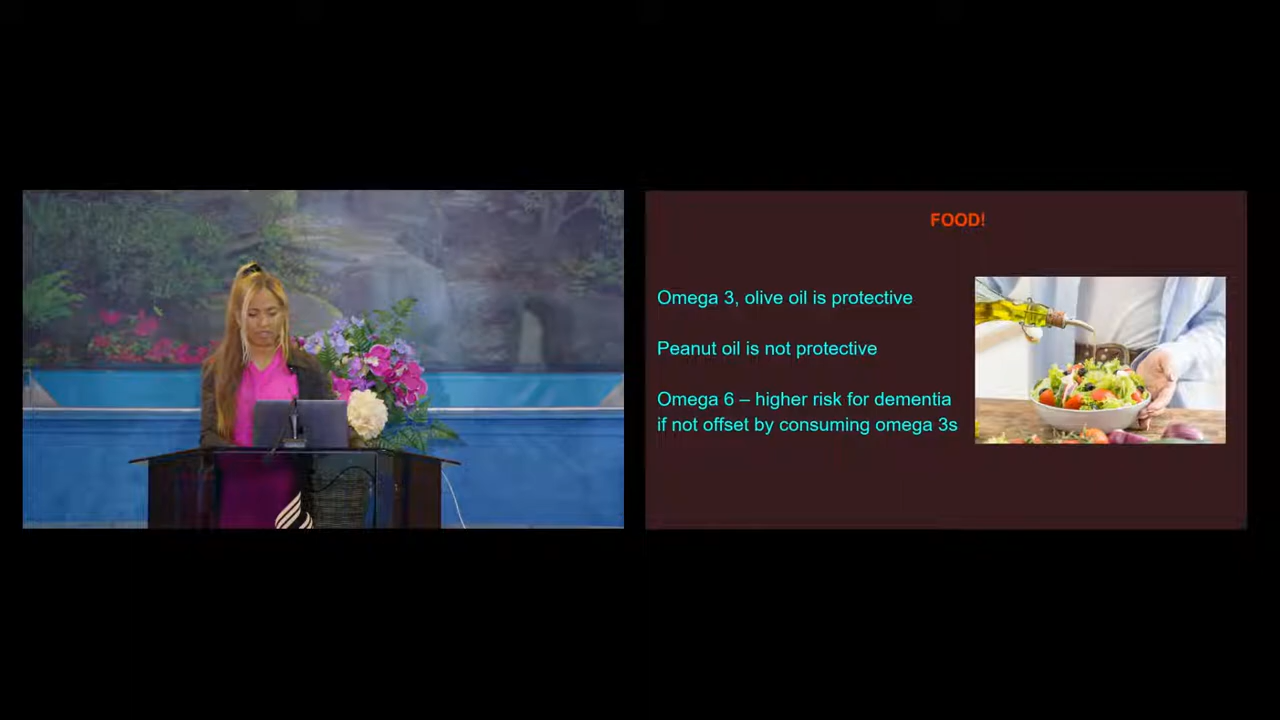 FOOD!
Omega 3, olive oil is protective
Peanut oil is not protective
Omega 6 – higher risk for dementia
if not offset by consuming omega 3s